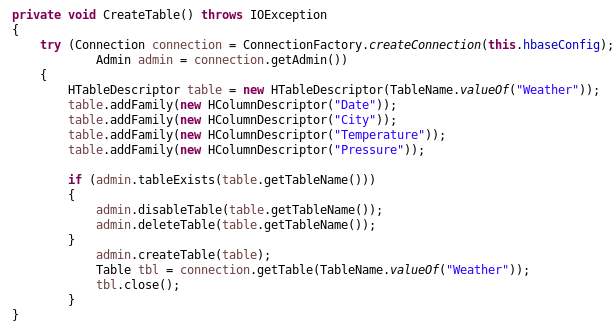 private void CreateTable() throws IOException
{
    try (Connection connection = ConnectionFactory.createConnection(this.hbaseConfig);
            Admin admin = connection.getAdmin())
    {
        HTableDescriptor table = new HTableDescriptor(TableName.valueOf("Weather"));
        table.addFamily(new HColumnDescriptor("Date"));
        table.addFamily(new HColumnDescriptor("City"));
        table.addFamily(new HColumnDescriptor("Temperature"));
        table.addFamily(new HColumnDescriptor("Pressure"));

        if (admin.tableExists(table.getTableName()))
        {
            admin.disableTable(table.getTableName());
            admin.deleteTable(table.getTableName());
        }
            admin.createTable(table);
            Table tbl = connection.getTable(TableName.valueOf("Weather"));
            tbl.close();
        }
}